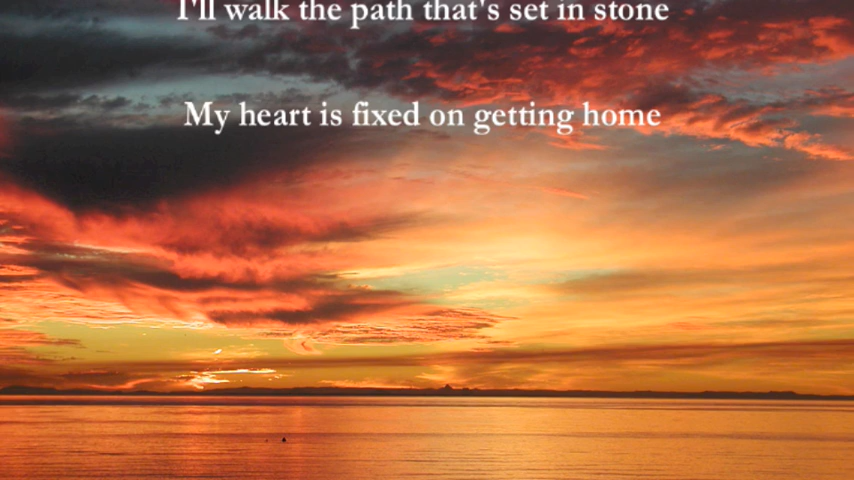 I'll walk the path that's set in stone
My heart is fixed on getting home